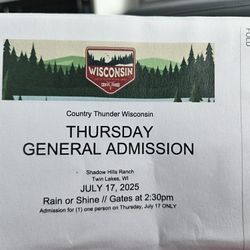 FOLD
WISCONSIN
Country Thunder Wisconsin
THURSDAY
GENERAL ADMISSION
Shadow Hills Ranch
Twin Lakes, WI
JULY 17, 2025
Rain or Shine // Gates at 2:30pm
Admission for (1) one person on Thursday, July 17 ONLY